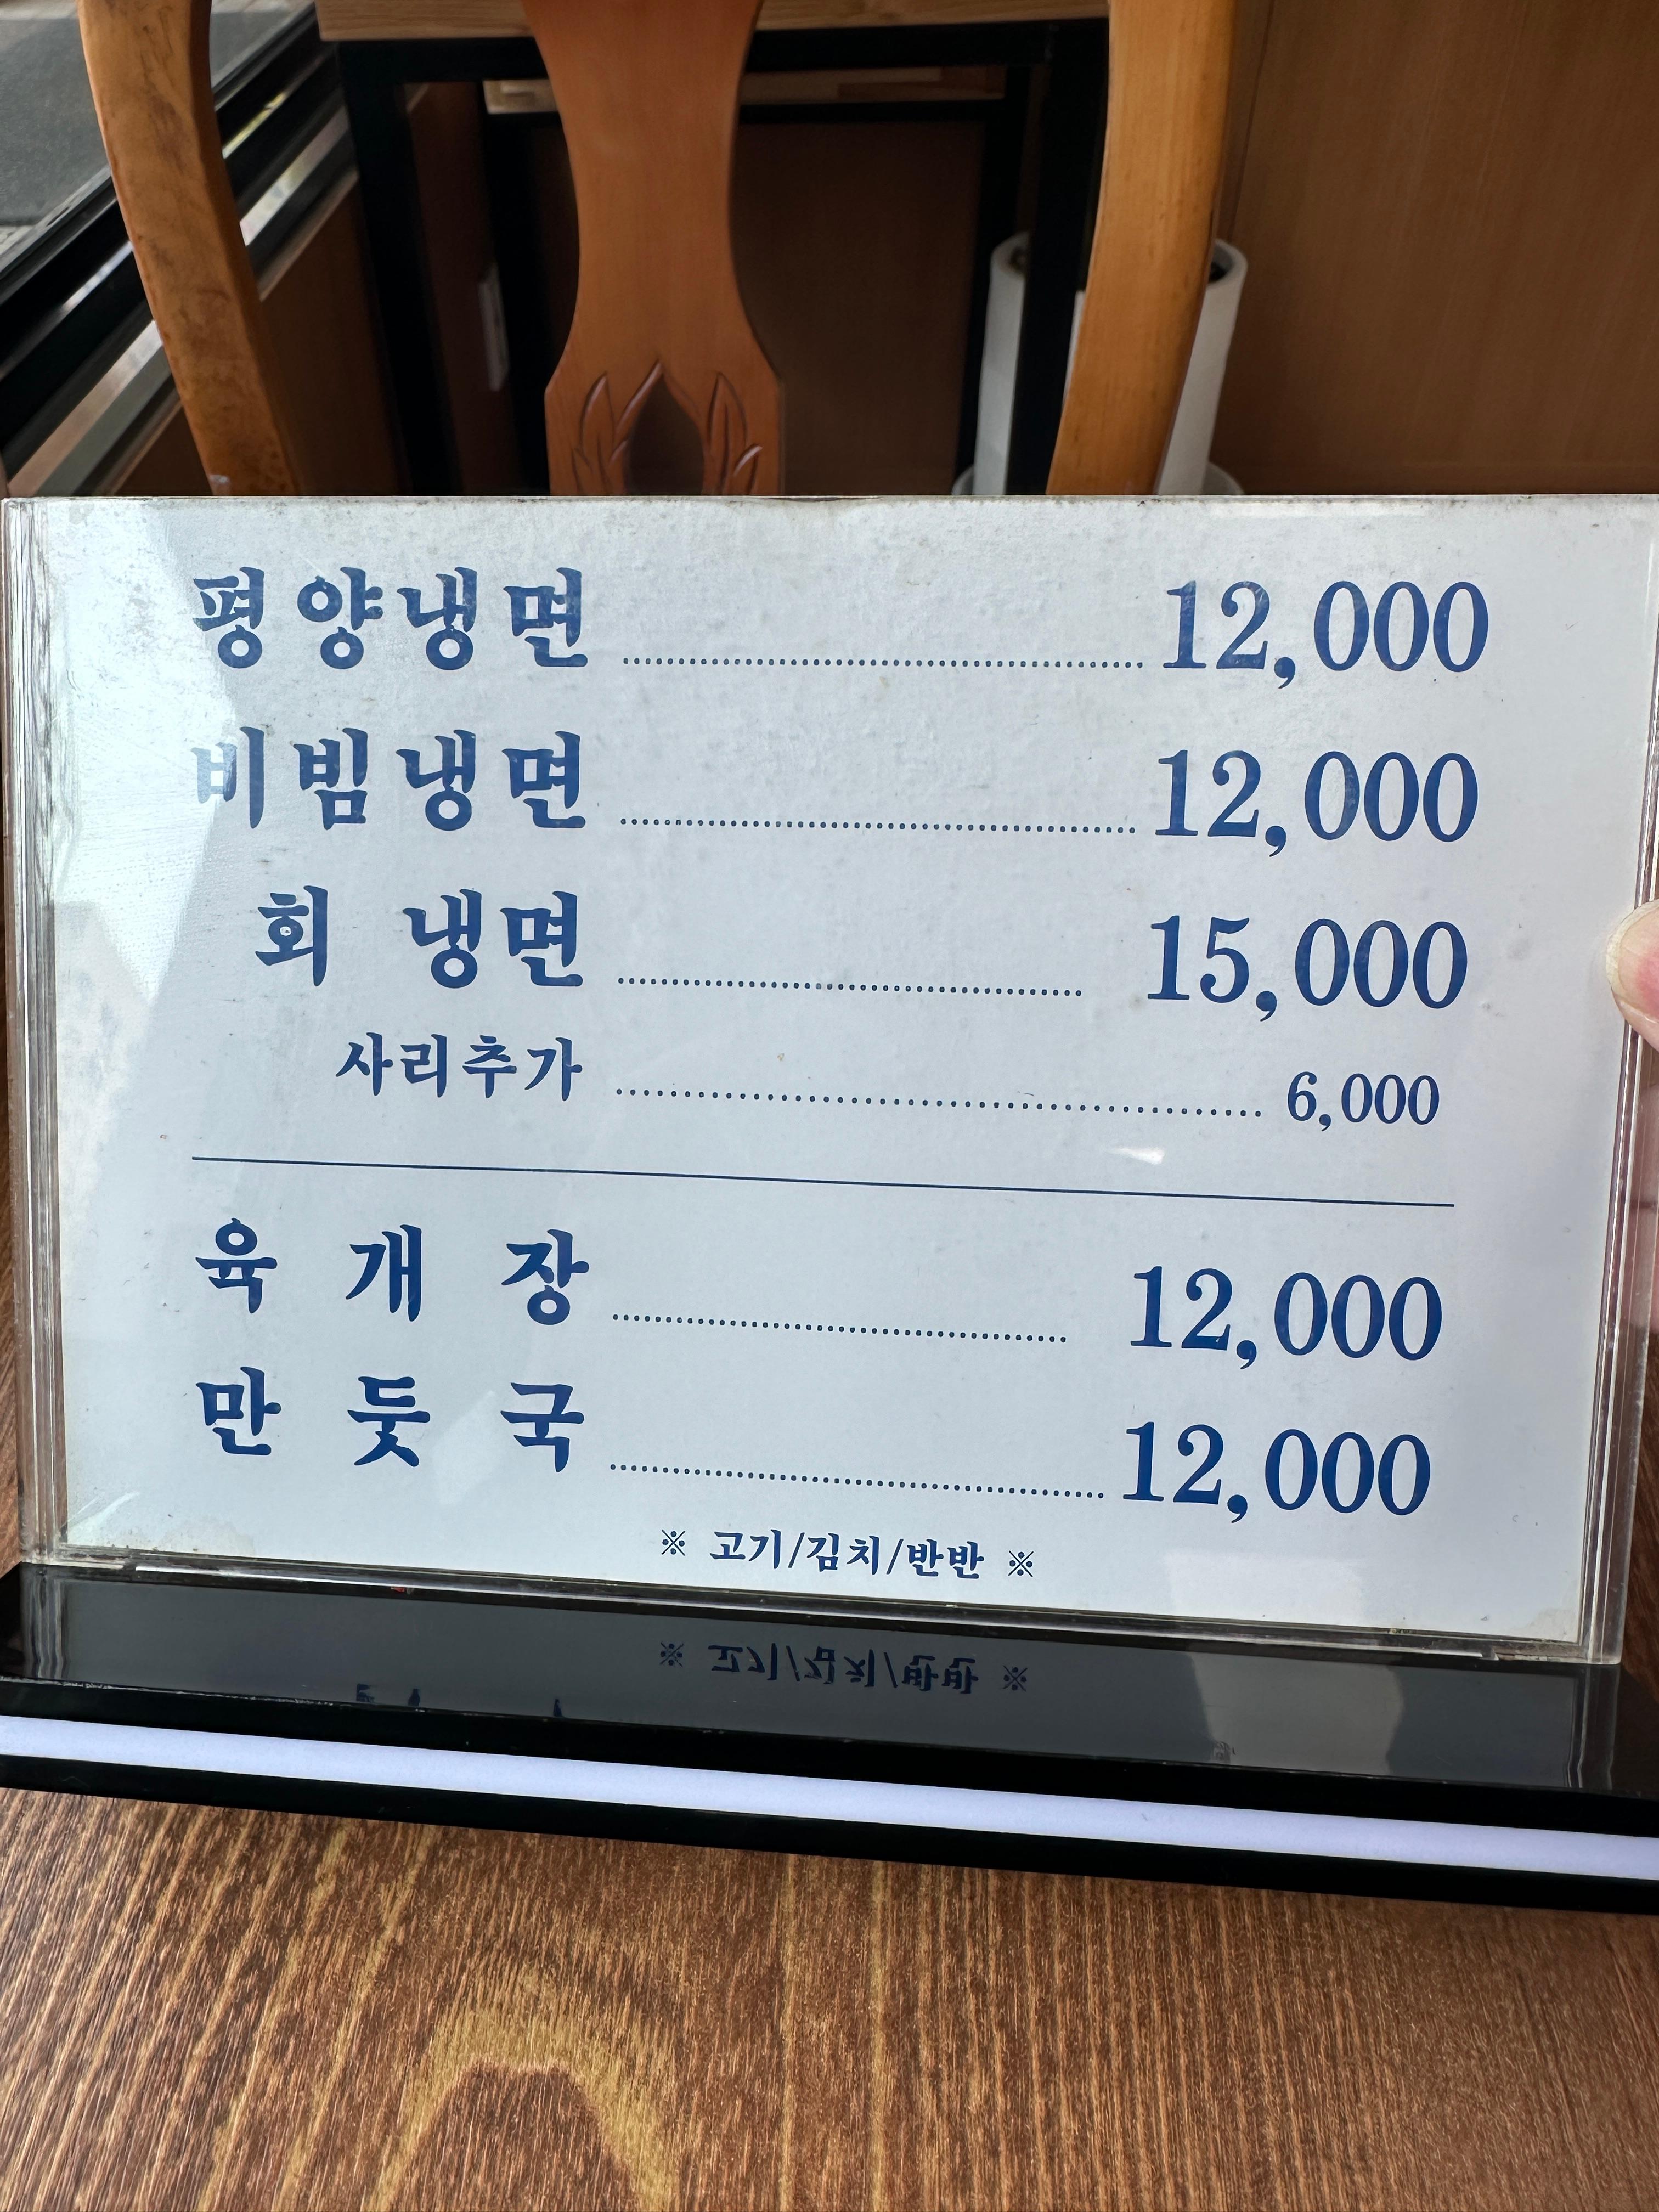 평양냉면 12,000
비빔냉면 12,000
회 냉면 15,000
사리추가 6,000
육 개 장 12,000
만 둣 국 12,000
※ 고기/김치/반반 ※